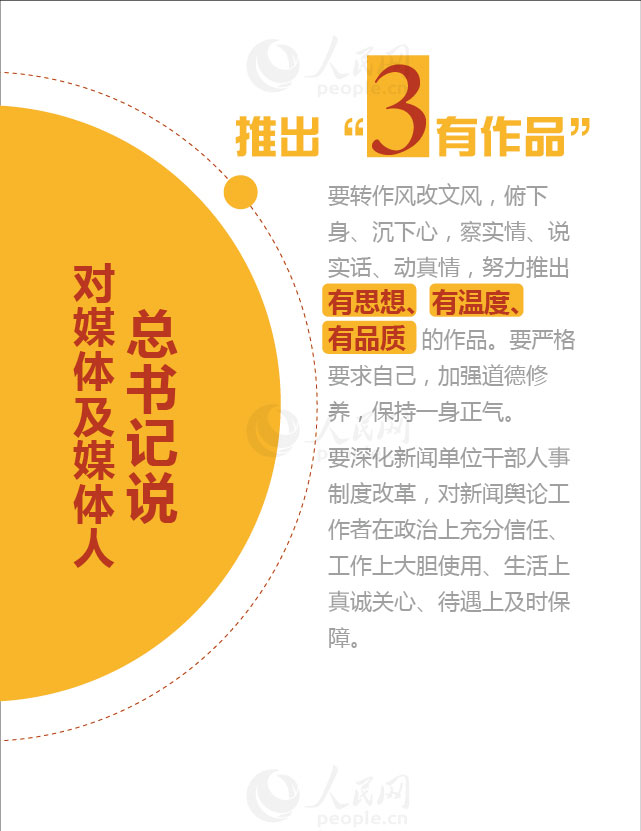 人民网
people.cn
推出“3有作品”
要转作风改文风，俯下
身、沉下心，察实情、说
实话、动真情，努力推出
有思想、有温度、
有品质 的作品。要严格
要求自己，加强道德修
养，保持一身正气。
要深化新闻单位干部人事
制度改革，对新闻舆论工
作者在政治上充分信任、
工作上大胆使用、生活上
真诚关心、待遇上及时保
障。
总书记说
对媒体及媒体人
人民网
people.cn
人民网
people.cn